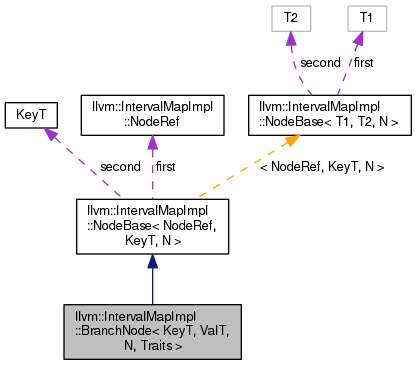 T2
T1
second
first
KeyT
llvm::IntervalMapImpl
::NodeRef
llvm::IntervalMapImpl
::NodeBase< T1, T2, N >
second
first
< NodeRef, KeyT, N >
llvm::IntervalMapImpl
::NodeBase< NodeRef,
KeyT, N >
llvm::IntervalMapImpl
::BranchNode< KeyT, ValT,
N, Traits >